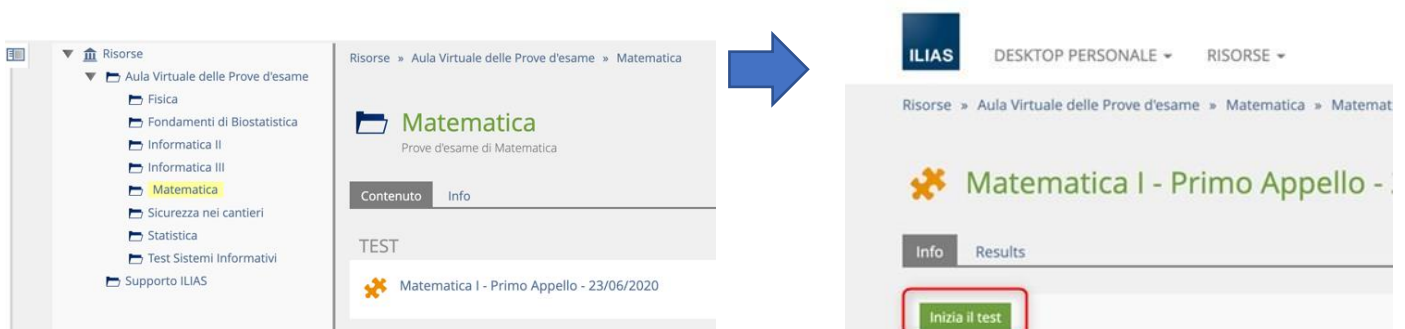 Risorse
Aula Virtuale delle Prove d'esame
Fisica
Fondamenti di Biostatistica
Informatica II
Informatica III
Matematica
Sicurezza nei cantieri
Statistica
Test Sistemi Informativi
Supporto ILIAS
Risorse » Aula Virtuale delle Prove d'esame » Matematica
Matematica
Prove d'esame di Matematica
Contenuto Info
TEST
Matematica I - Primo Appello - 23/06/2020
ILIAS DESKTOP PERSONALE RISORSE
Risorse » Aula Virtuale delle Prove d'esame » Matematica » Matemat
Matematica I - Primo Appello -
Info Results
Inizia il test